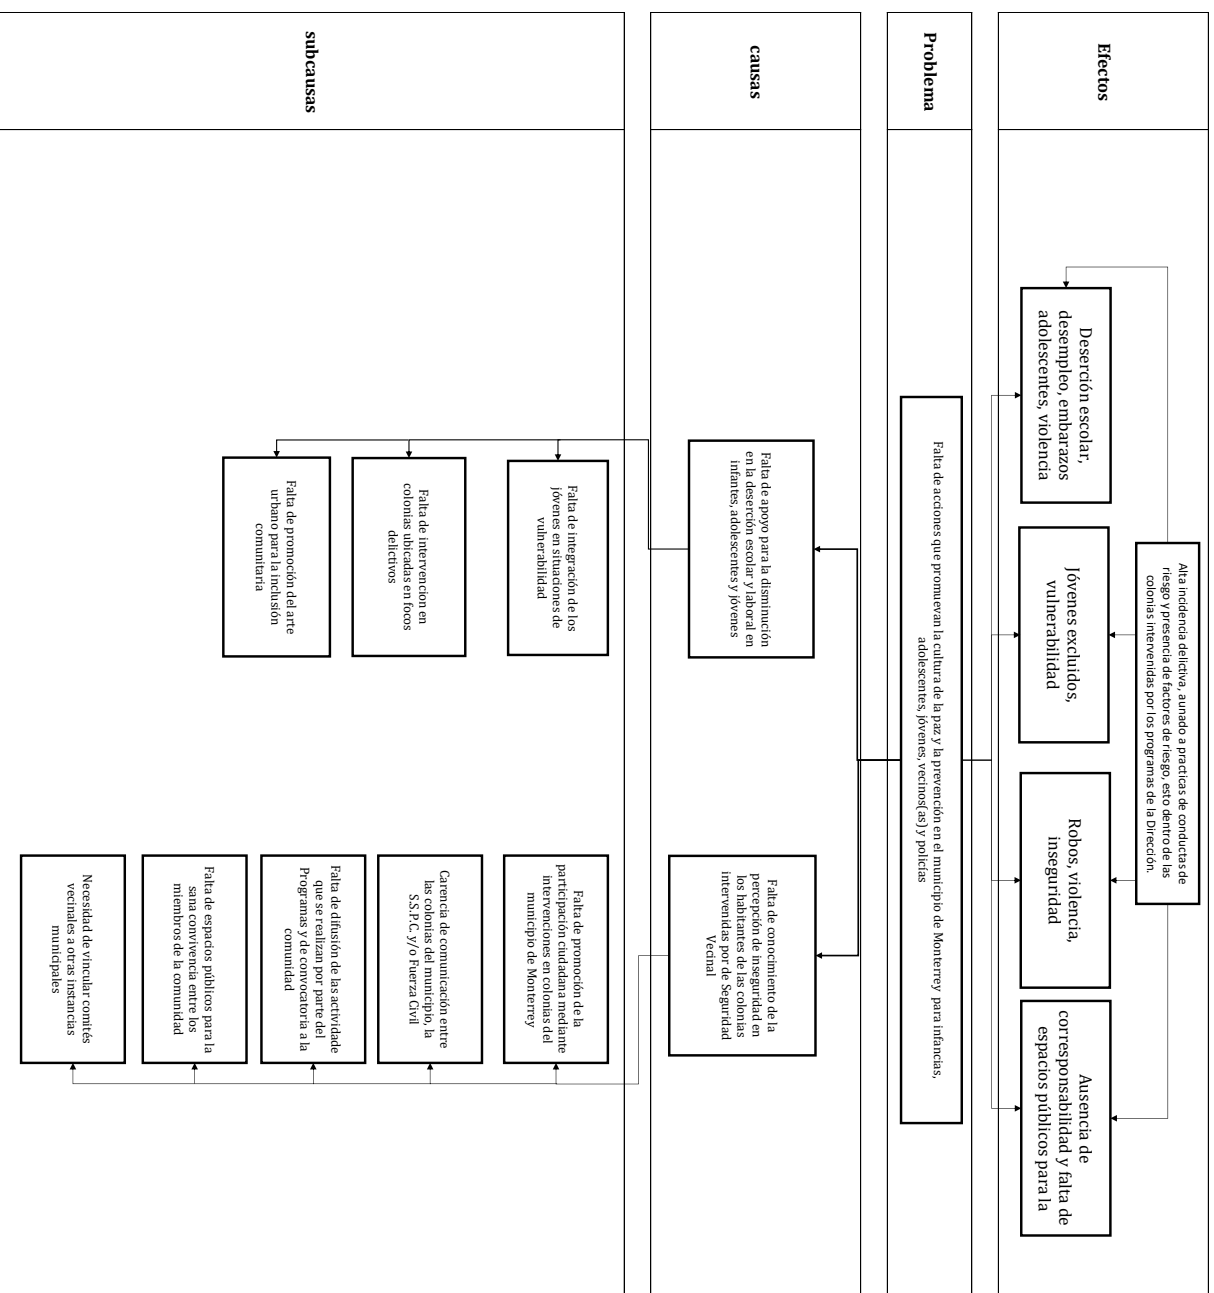 Efectos
Alta incidencia delictiva, aunado a practicas de conductas de
riesgo y presencia de factores de riesgo, esto dentro de las
colonias intervenidas por los programas de la Dirección.
Deserción escolar,
desempleo, embarazos
adolescentes, violencia
Jóvenes excluidos,
vulnerabilidad
Robos, violencia,
inseguridad
Ausencia de
corresponsabilidad y falta de
espacios públicos para la
Problema
Falta de acciones que promuevan la cultura de la paz y la prevención en el municipio de Monterrey para infancias,
adolescentes, jóvenes, vecinos(as) y policías
causas
Falta de apoyo para la disminución
en la deserción escolar y laboral en
infantes, adolescentes y jóvenes
Falta de conocimiento de la
percepción de inseguridad en
los habitantes de las colonias
intervenidas por de Seguridad
Vecinal
subcausas
Falta de integración de los
jóvenes en situaciones de
vulnerabilidad
Falta de intervencion en
colonias ubicadas en focos
delictivos
Falta de promoción del arte
urbano para la inclusión
comunitaria
Falta de promoción de la
participación ciudadana mediante
intervenciones en colonias del
municipio de Monterrey
Carencia de comunicación entre
las colonias del municipio, la
S.S.P.C. y/o Fuerza Civil
Falta de difusión de las actividade
que se realizan por parte del
Programas y de convocatoria a la
comunidad
Falta de espacios públicos para la
sana convivencia entre los
miembros de la comunidad
Necesidad de vincular comités
vecinales a otras instancias
municipales